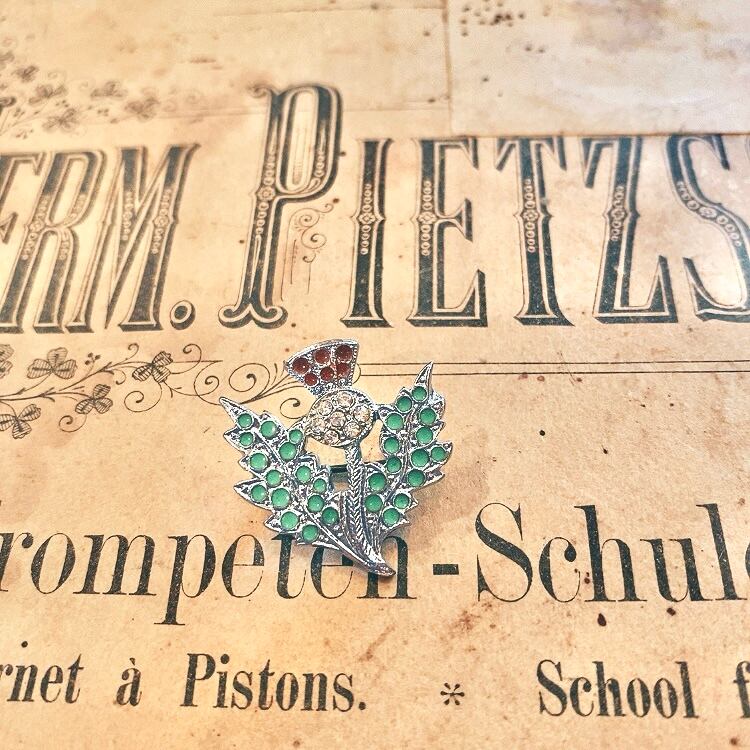 ERM. PIETZS
rompeten-Schule
rnet à Pistons. * School f